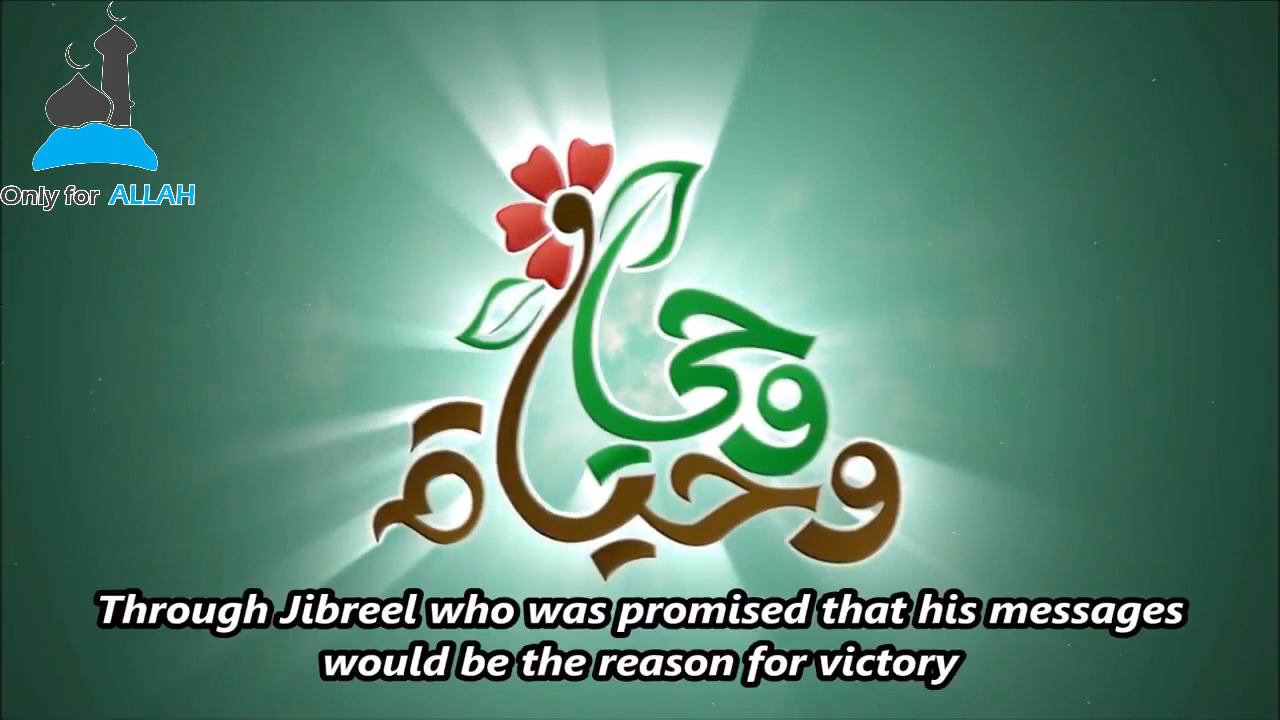 Only for ALLAH
وحي
وحياة
Through Jibreel who was promised that his messages
would be the reason for victory